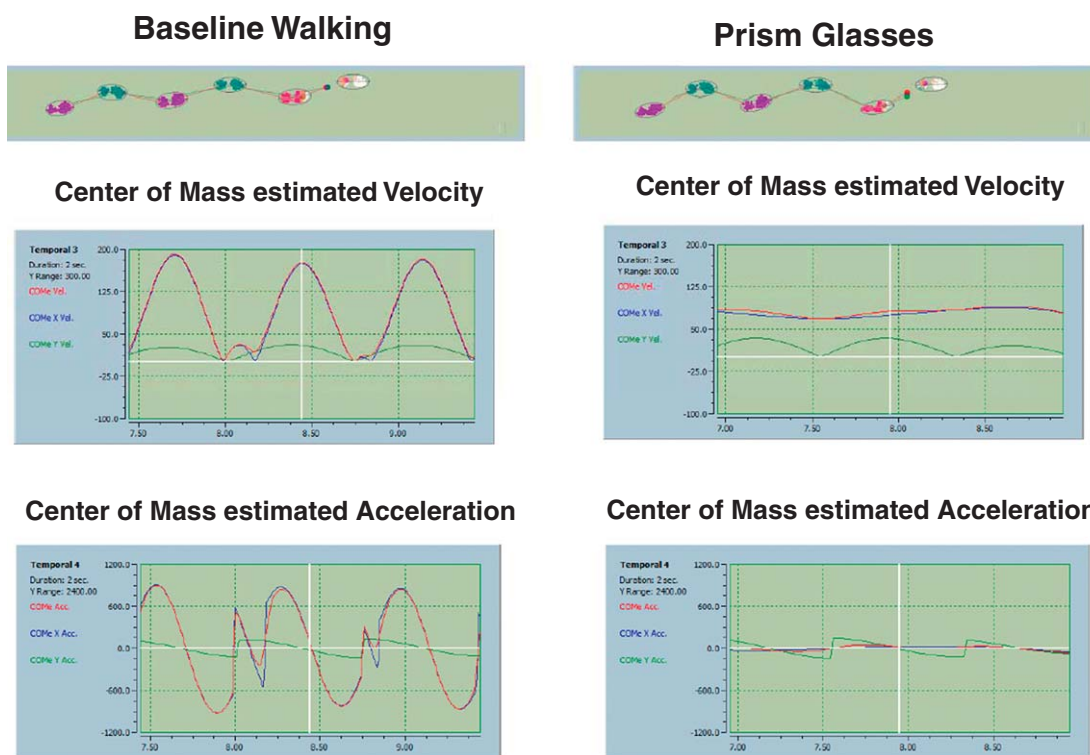 Baseline Walking
Prism Glasses
Center of Mass estimated Velocity
Center of Mass estimated Velocity
Temporal 3
Duration: 2 sec.
Y Range: 300.00
COMe Vel.
COMe X Vel.
COMe Y Vel.
200.0
125.0
50.0
-25.0
-100.0
7.50 8.00 8.50 9.00
Temporal 3
Duration: 2 sec.
Y Range: 300.00
COMe Vel.
COMe X Vel.
COMe Y Vel.
200.0
125.0
50.0
-25.0
-100.0
7.00 7.50 8.00 8.50
Center of Mass estimated Acceleration
Center of Mass estimated Acceleration
Temporal 4
Duration: 2 sec.
Y Range: 2400.00
COMe Acc.
COMe X Acc.
COMe Y Acc.
1200.0
600.0
0.0
-600.0
-1200.0
7.50 8.00 8.50 9.00
Temporal 4
Duration: 2 sec.
Y Range: 2400.00
COMe Acc.
COMe X Acc.
COMe Y Acc.
1200.0
600.0
0.0
-600.0
-1200.0
7.00 7.50 8.00 8.50